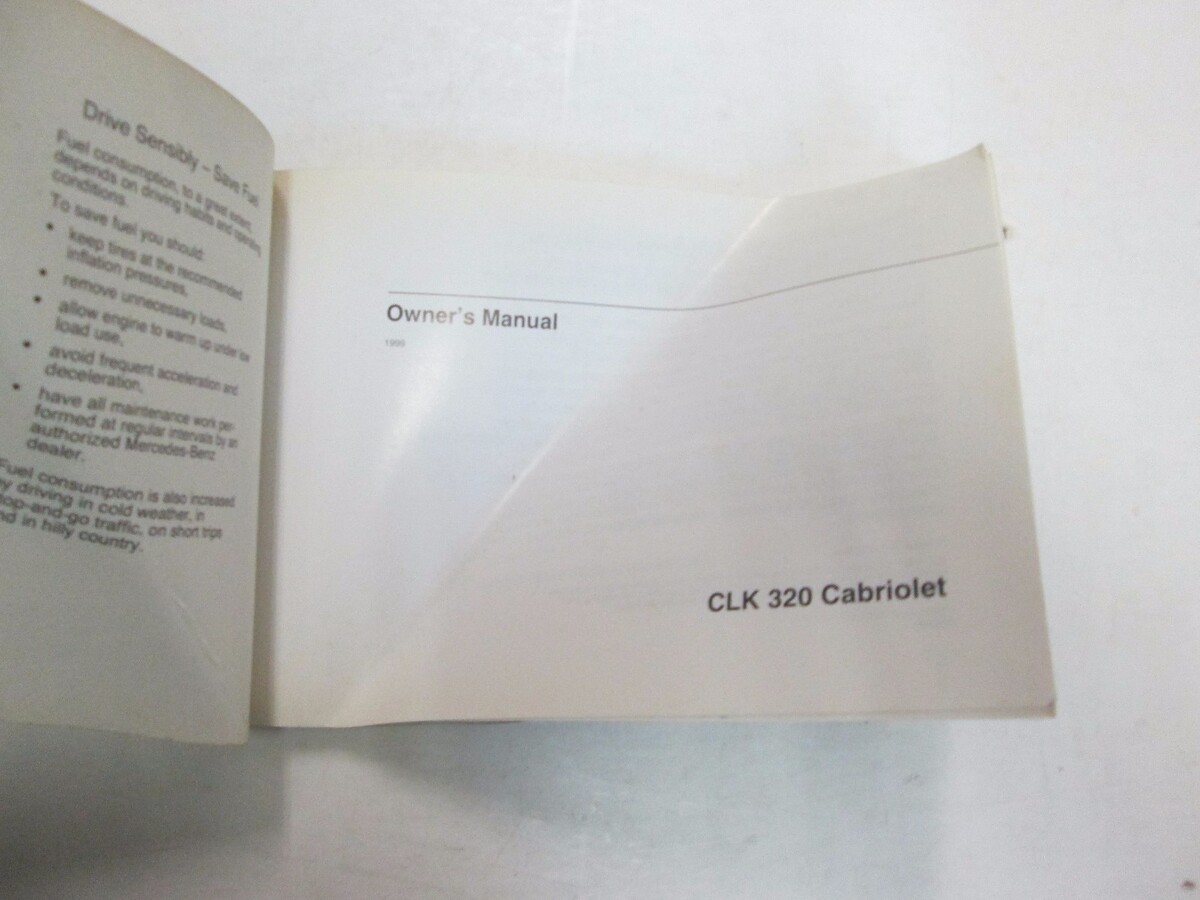 Drive Sensibly – Save Fuel
Fuel consumption, to a great extent,
depends on driving habits and operating
conditions.
To save fuel you should:
• keep tires at the recommended
inflation pressures,
• remove unnecessary loads,
• allow engine to warm up under low
load use,
• avoid frequent acceleration and
deceleration,
• have all maintenance work per-
formed at regular intervals by an
authorized Mercedes-Benz
dealer.
Fuel consumption is also increased
by driving in cold weather, in
stop-and-go traffic, on short trips
and in hilly country.
Owner's Manual
1999
CLK 320 Cabriolet